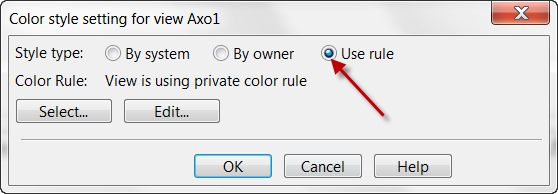 Color style setting for view Axo1
Style type: By system By owner Use rule
Color Rule: View is using private color rule
Select... Edit...
OK Cancel Help